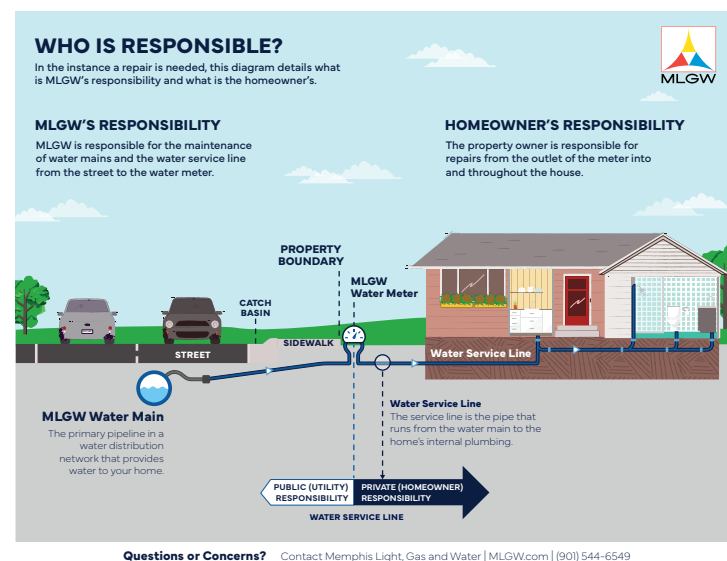 WHO IS RESPONSIBLE?
In the instance a repair is needed, this diagram details what
is MLGW's responsibility and what is the homeowner's.
MLGW
MLGW'S RESPONSIBILITY
MLGW is responsible for the maintenance
of water mains and the water service line
from the street to the water meter.
HOMEOWNER'S RESPONSIBILITY
The property owner is responsible for
repairs from the outlet of the meter into
and throughout the house.
PROPERTY
BOUNDARY
MLGW
Water Meter
CATCH
BASIN
SIDEWALK
STREET
Water Service Line
MLGW Water Main
The primary pipeline in a
water distribution
network that provides
water to your home.
Water Service Line
The service line is the pipe that
runs from the water main to the
home's internal plumbing.
PUBLIC (UTILITY)
RESPONSIBILITY
PRIVATE (HOMEOWNER)
RESPONSIBILITY
WATER SERVICE LINE
Questions or Concerns? Contact Memphis Light, Gas and Water | MLGW.com | (901) 544-6549